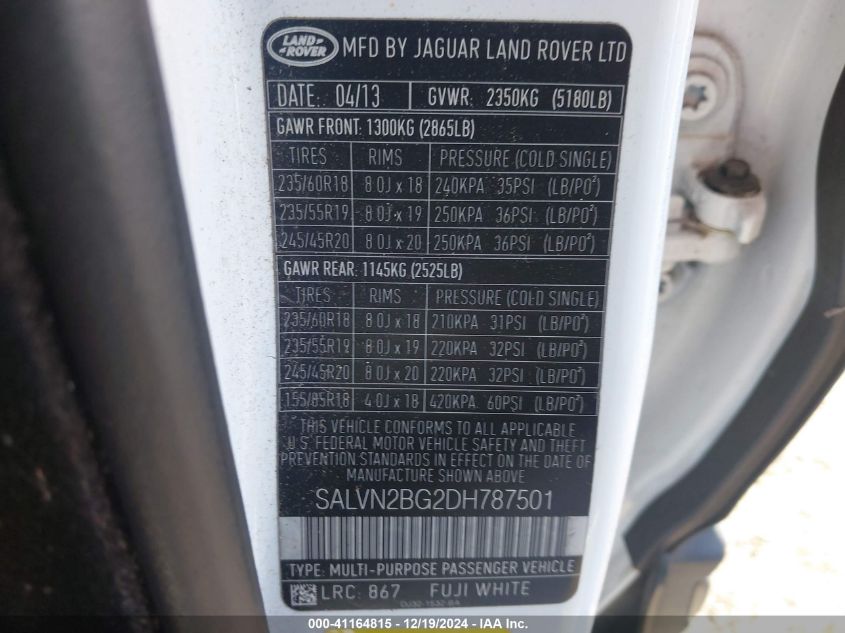 LAND ROVER MFD BY JAGUAR LAND ROVER LTD
DATE: 04/13 GVWR: 2350KG (5180LB)
GAWR FRONT: 1300KG (2865LB)
TIRES RIMS PRESSURE (COLD SINGLE)
235/60R18 8.0J x 18 240KPA 35PSI (LB/PO²)
235/55R19 8.0J x 19 250KPA 36PSI (LB/PO²)
245/45R20 8.0J x 20 250KPA 36PSI (LB/PO²)
GAWR REAR: 1145KG (2525LB)
TIRES RIMS PRESSURE (COLD SINGLE)
235/60R18 8.0J x 18 210KPA 31PSI (LB/PO²)
235/55R19 8.0J x 19 220KPA 32PSI (LB/PO²)
245/45R20 8.0J x 20 220KPA 32PSI (LB/PO²)
155/85R18 4.0J x 18 420KPA 60PSI (LB/PO²)
THIS VEHICLE CONFORMS TO ALL APPLICABLE
U.S. FEDERAL MOTOR VEHICLE SAFETY AND THEFT
PREVENTION STANDARDS IN EFFECT ON THE DATE OF
MANUFACTURE SHOWN ABOVE
SALVN2BG2DH787501
TYPE: MULTI-PURPOSE PASSENGER VEHICLE
LRC: 867 FUJI WHITE
000-41164815 - 12/19/2024 - IAA Inc.